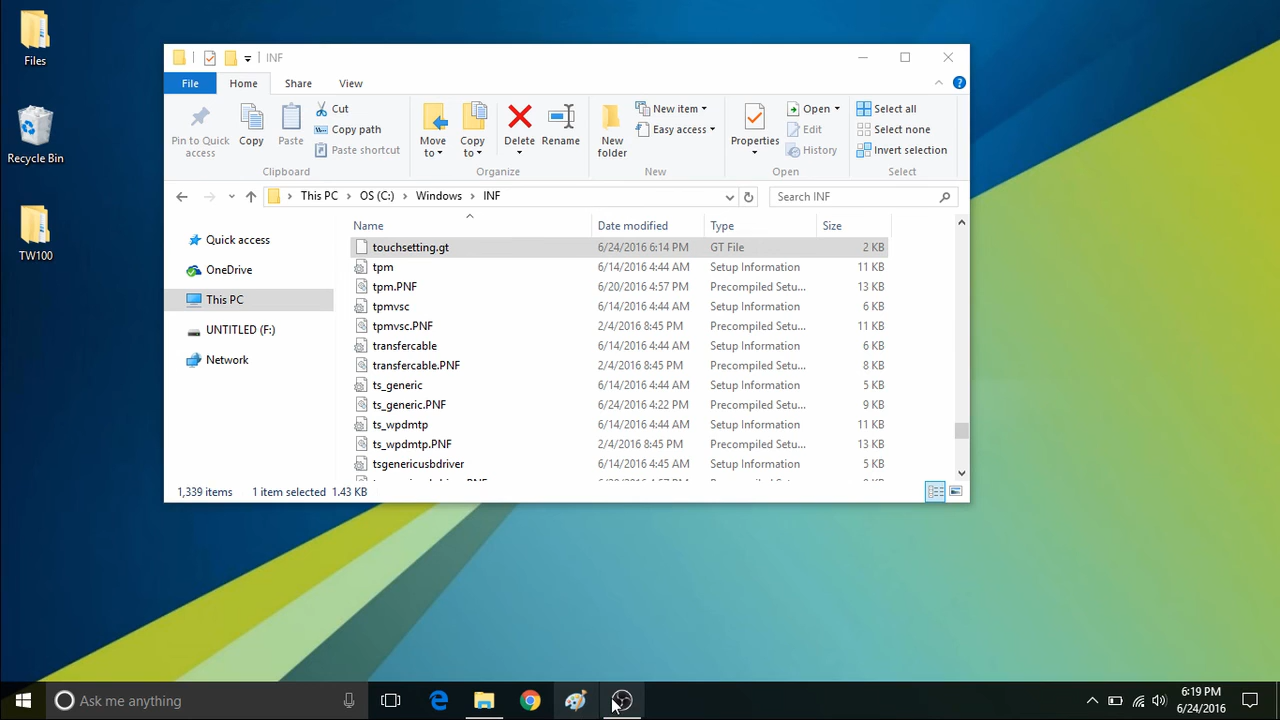 Files
Recycle Bin
TW100
INF
File Home Share View
Pin to Quick access
Copy
Paste
Cut
Copy path
Paste shortcut
Clipboard
Move to
Copy to
Delete
Rename
Organize
New folder
New item
Easy access
New
Properties
Open
Edit
History
Open
Select all
Select none
Invert selection
Select
This PC > OS (C:) > Windows > INF
Search INF
Quick access
OneDrive
This PC
UNTITLED (F:)
Network
Name Date modified Type Size
touchsetting.gt 6/24/2016 6:14 PM GT File 2 KB
tpm 6/14/2016 4:44 AM Setup Information 11 KB
tpm.PNF 6/20/2016 4:57 PM Precompiled Setu... 13 KB
tpmvsc 6/14/2016 4:44 AM Setup Information 6 KB
tpmvsc.PNF 2/4/2016 8:45 PM Precompiled Setu... 11 KB
transfercable 6/14/2016 4:44 AM Setup Information 6 KB
transfercable.PNF 2/4/2016 8:45 PM Precompiled Setu... 8 KB
ts_generic 6/14/2016 4:44 AM Setup Information 5 KB
ts_generic.PNF 6/24/2016 4:22 PM Precompiled Setu... 9 KB
ts_wpdmtp 6/14/2016 4:44 AM Setup Information 11 KB
ts_wpdmtp.PNF 2/4/2016 8:45 PM Precompiled Setu... 13 KB
tsgenericusbdriver 6/14/2016 4:45 AM Setup Information 5 KB
1,339 items 1 item selected 1.43 KB
Ask me anything
6:19 PM
6/24/2016